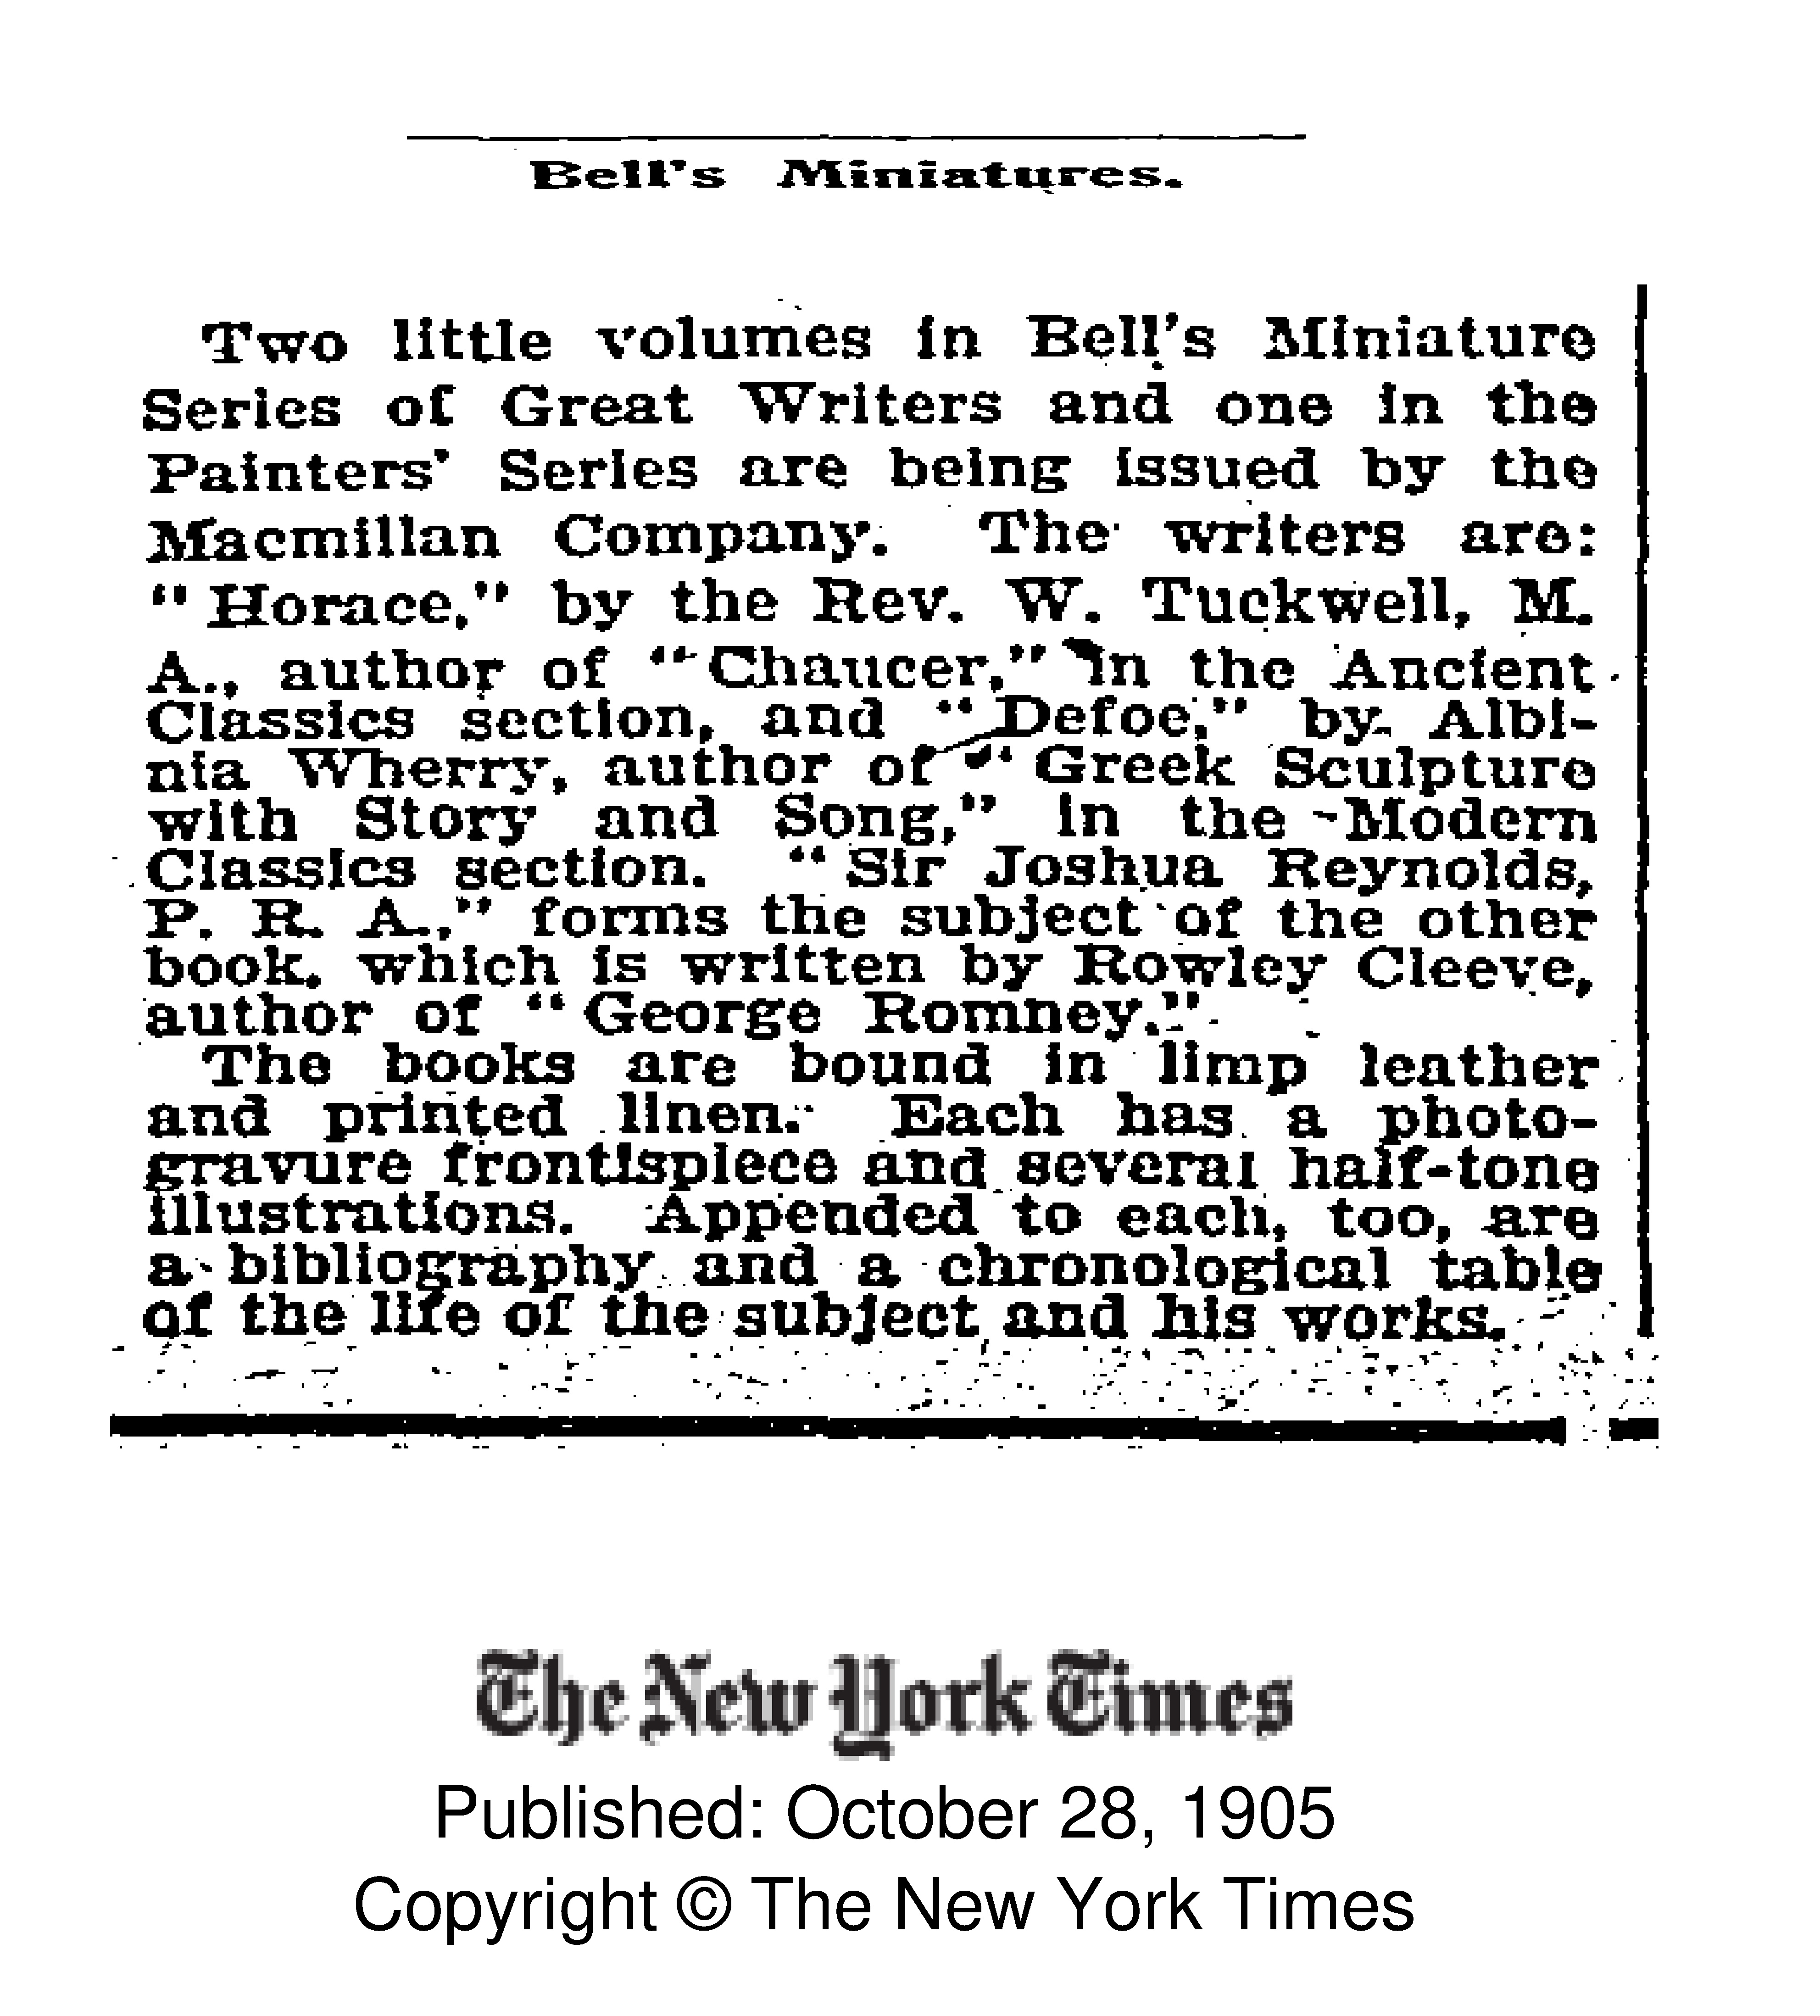 Bell's Miniatures.
Two little volumes in Bell's Miniature
Series of Great Writers and one in the
Painters' Series are being issued by the
Macmillan Company. The writers are:
"Horace," by the Rev. W. Tuckwell, M.
A., author of "Chaucer," in the Ancient
Classics section, and "Defoe," by Albi-
nia Wherry, author of "Greek Sculpture
with Story and Song," in the Modern
Classics section. "Sir Joshua Reynolds,
P. R. A.," forms the subject of the other
book, which is written by Rowley Cleeve,
author of "George Romney."
The books are bound in limp leather
and printed linen. Each has a photo-
gravure frontispiece and several half-tone
illustrations. Appended to each, too, are
a bibliography and a chronological table
of the life of the subject and his works.
The New York Times
Published: October 28, 1905
Copyright © The New York Times